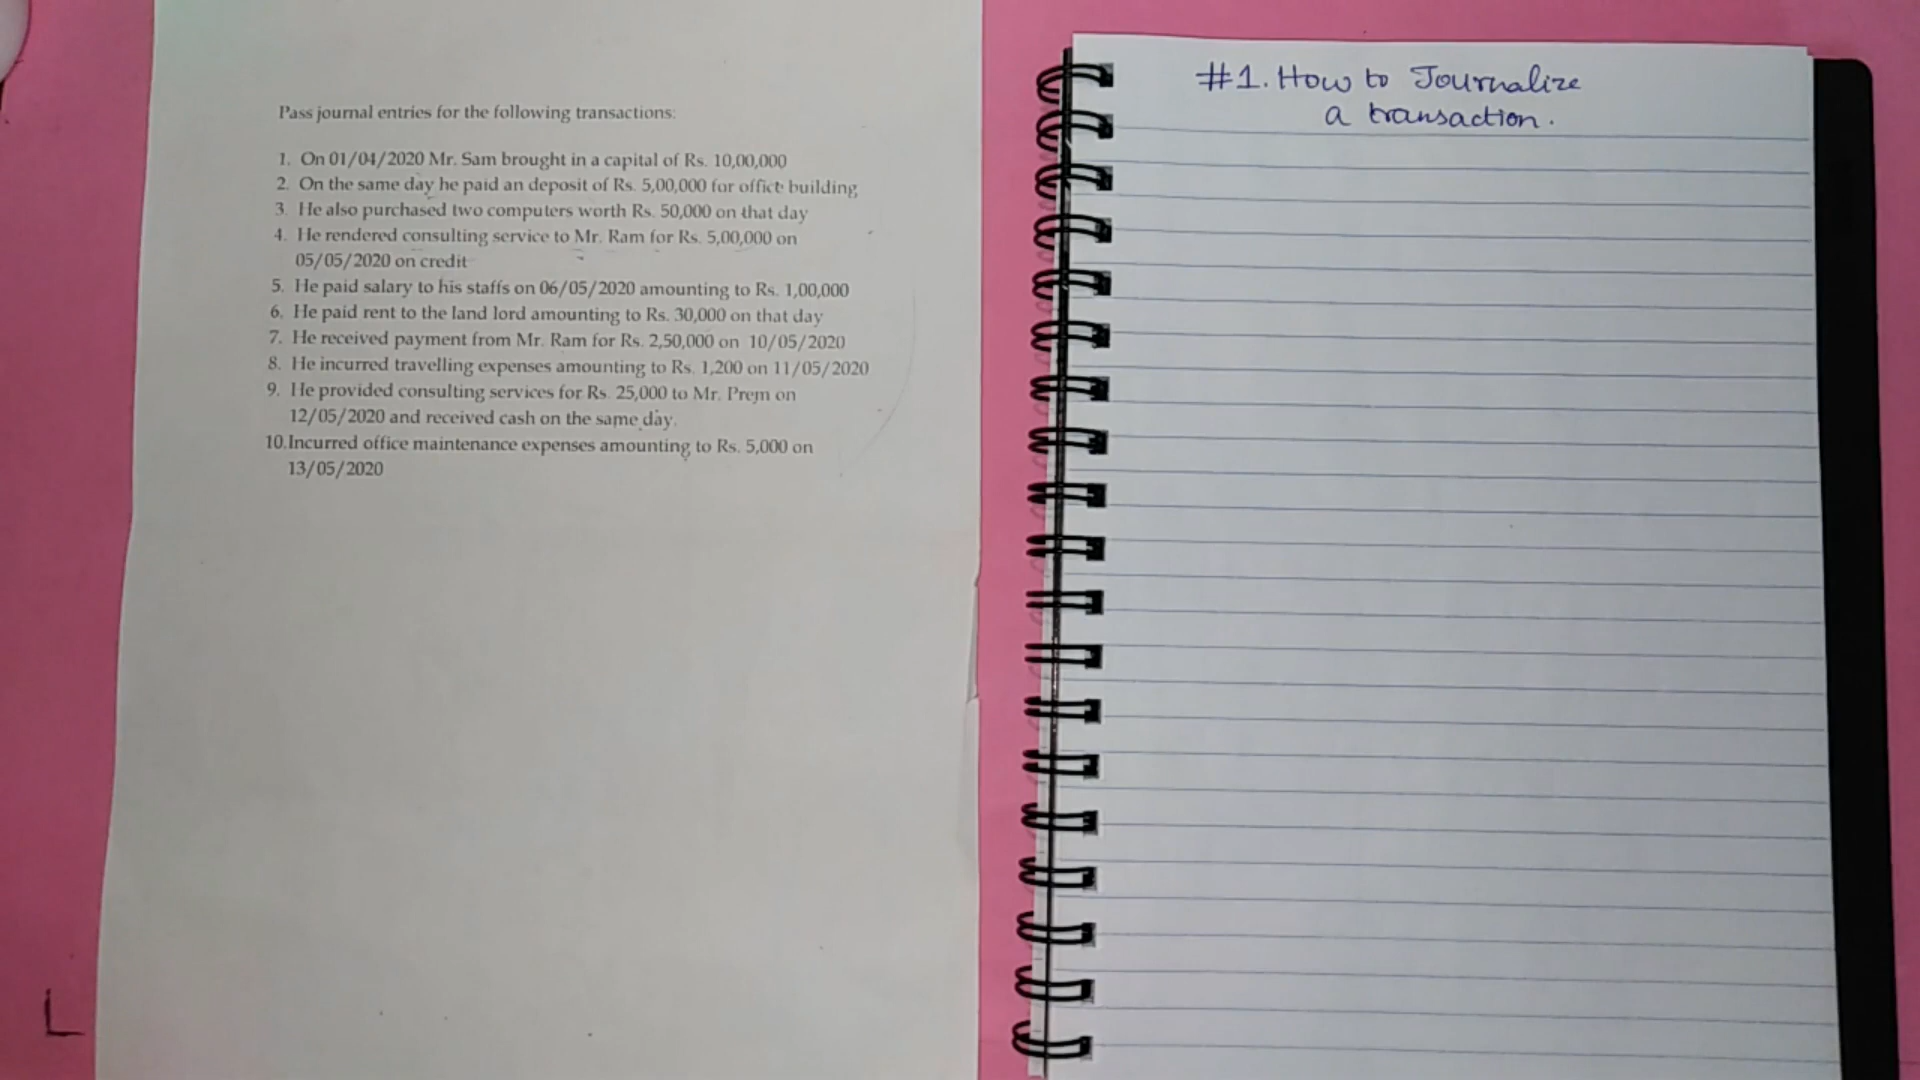 Pass journal entries for the following transactions:
1. On 01/04/2020 Mr. Sam brought in a capital of Rs. 10,00,000
2. On the same day he paid an deposit of Rs. 5,00,000 for office building
3. He also purchased two computers worth Rs. 50,000 on that day
4. He rendered consulting service to Mr. Ram for Rs. 5,00,000 on
05/05/2020 on credit
5. He paid salary to his staffs on 06/05/2020 amounting to Rs. 1,00,000
6. He paid rent to the land lord amounting to Rs. 30,000 on that day
7. He received payment from Mr. Ram for Rs. 2,50,000 on 10/05/2020
8. He incurred travelling expenses amounting to Rs. 1,200 on 11/05/2020
9. He provided consulting services for Rs. 25,000 to Mr. Prem on
12/05/2020 and received cash on the same day.
10.Incurred office maintenance expenses amounting to Rs. 5,000 on
13/05/2020
#1. How to Journalize
a transaction.